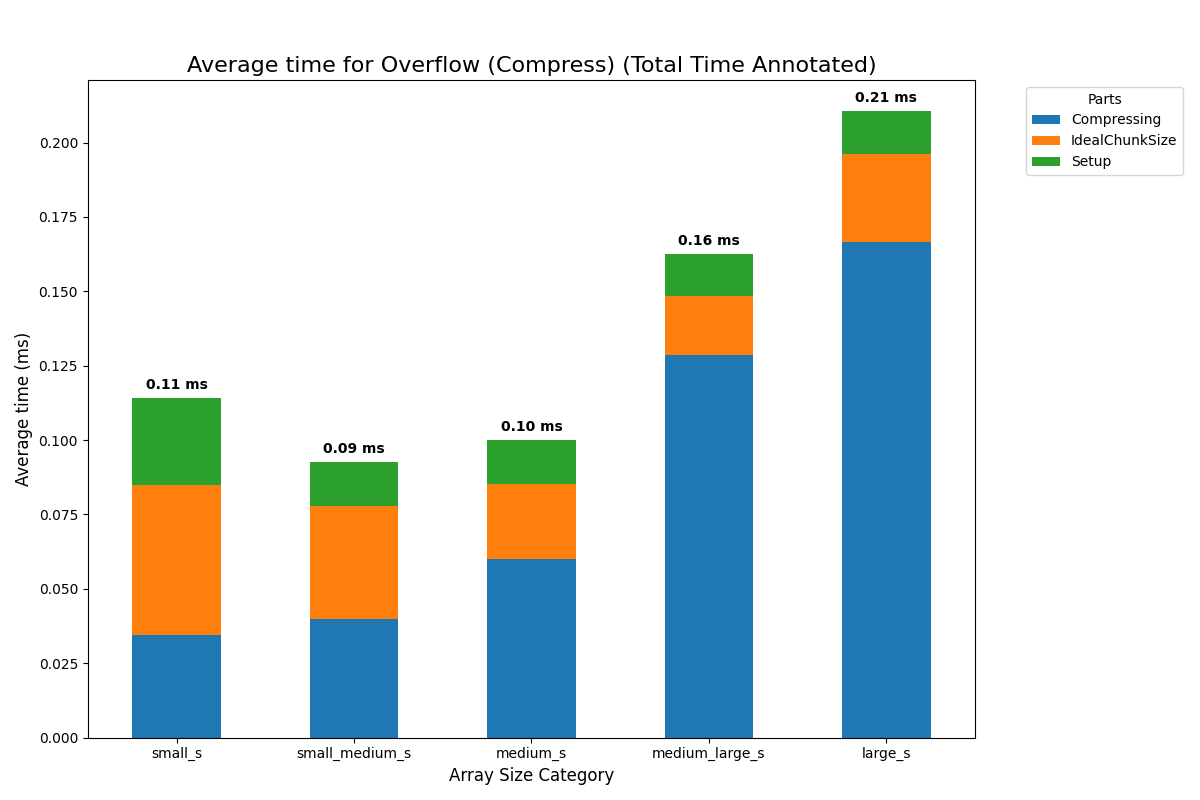 Average time for Overflow (Compress) (Total Time Annotated)
Parts
Compressing
IdealChunkSize
Setup
0.11 ms
0.09 ms
0.10 ms
0.16 ms
0.21 ms
Average time (ms)
0.200
0.175
0.150
0.125
0.100
0.075
0.050
0.025
0.000
small_s
small_medium_s
medium_s
medium_large_s
large_s
Array Size Category